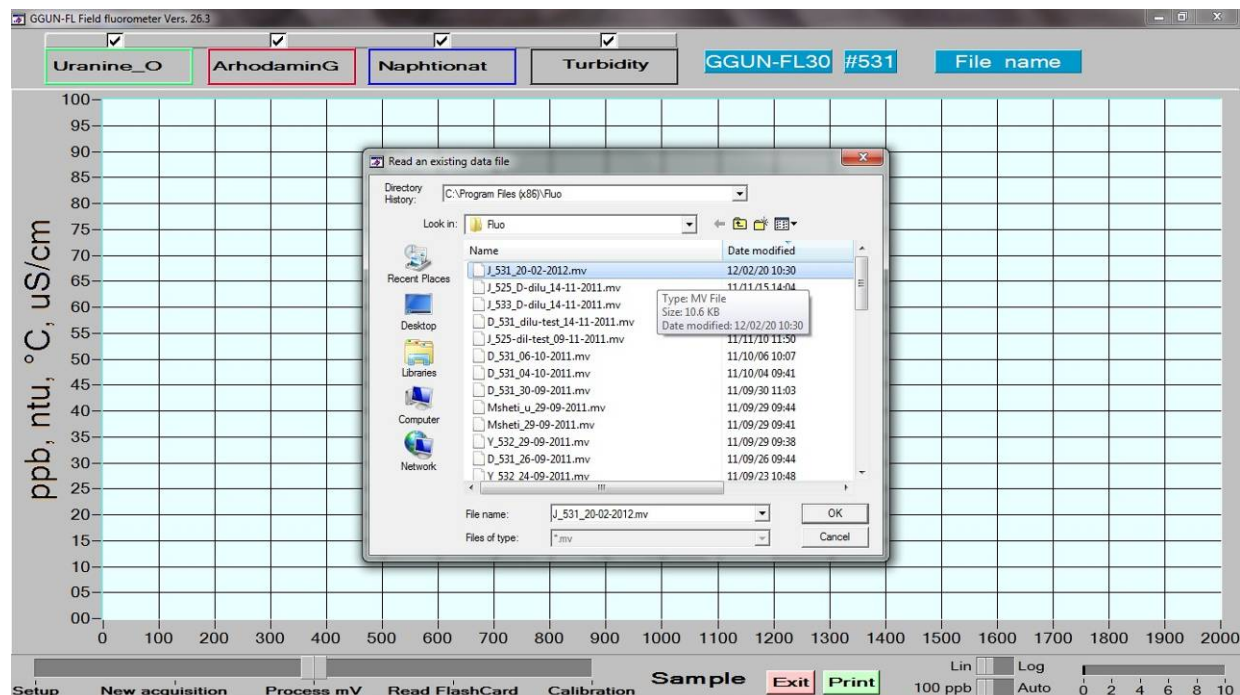 GGUN-FL Field fluorometer Vers. 26.3
Uranine_O ArhodaminG Naphtionat Turbidity GGUN-FL30 #531 File name
ppb, ntu, °C, uS/cm
100
95
90
85
80
75
70
65
60
55
50
45
40
35
30
25
20
15
10
05
00
0 100 200 300 400 500 600 700 800 900 1000 1100 1200 1300 1400 1500 1600 1700 1800 1900 2000
Read an existing data file
Directory History: C:\Program Files (x86)\Fluo
Look in: Fluo
Recent Places
Desktop
Libraries
Computer
Network
Name Date modified
J_531_20-02-2012.mv 12/02/20 10:30
J_525_D-dilu_14-11-2011.mv 11/11/15 14:04
J_533_D-dilu_14-11-2011.mv
D_531_dilu-test_14-11-2011.mv
J_525-dil-test_09-11-2011.mv 11/11/10 11:50
D_531_06-10-2011.mv 11/10/06 10:07
D_531_04-10-2011.mv 11/10/04 09:41
D_531_30-09-2011.mv 11/09/30 11:03
Msheti_u_29-09-2011.mv 11/09/29 09:44
Msheti_29-09-2011.mv 11/09/29 09:41
Y_532_29-09-2011.mv 11/09/29 09:38
D_531_26-09-2011.mv 11/09/26 09:44
Y_532_24-09-2011.mv 11/09/23 10:48
Type: MV File
Size: 10.6 KB
Date modified: 12/02/20 10:30
File name: J_531_20-02-2012.mv OK
Files of type: *.mv Cancel
Setup New acquisition Process mV Read FlashCard Calibration Sample Exit Print
Lin Log
100 ppb Auto
0 2 4 6 8 10